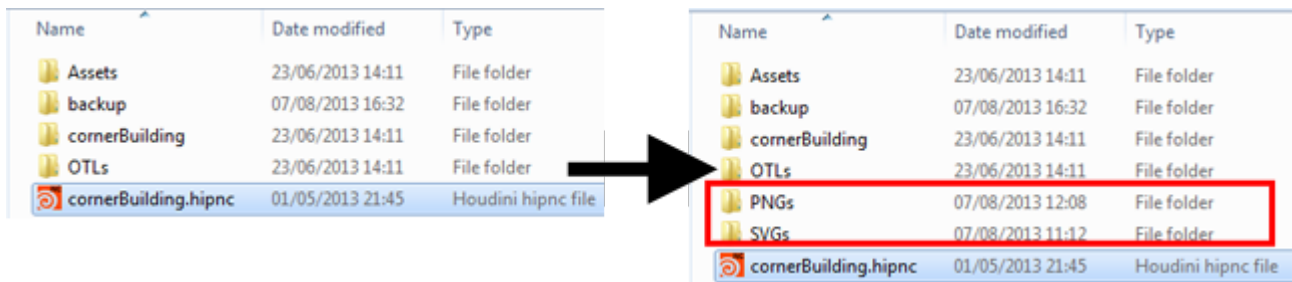 Name Date modified Type
Assets 23/06/2013 14:11 File folder
backup 07/08/2013 16:32 File folder
cornerBuilding 23/06/2013 14:11 File folder
OTLs 23/06/2013 14:11 File folder
cornerBuilding.hipnc 01/05/2013 21:45 Houdini hipnc file
Name Date modified Type
Assets 23/06/2013 14:11 File folder
backup 07/08/2013 16:32 File folder
cornerBuilding 23/06/2013 14:11 File folder
OTLs 23/06/2013 14:11 File folder
PNGs 07/08/2013 12:08 File folder
SVGs 07/08/2013 11:12 File folder
cornerBuilding.hipnc 01/05/2013 21:45 Houdini hipnc file